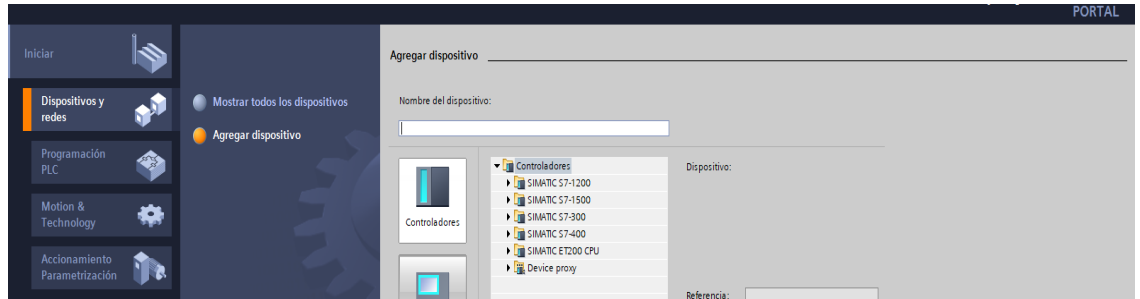 PORTAL
Iniciar
Dispositivos y
redes
Programación
PLC
Motion &
Technology
Accionamiento
Parametrización
Mostrar todos los dispositivos
Agregar dispositivo
Agregar dispositivo
Nombre del dispositivo:
Controladores
Controladores
SIMATIC S7-1200
SIMATIC S7-1500
SIMATIC S7-300
SIMATIC S7-400
SIMATIC ET200 CPU
Device proxy
Dispositivo:
Referencia: